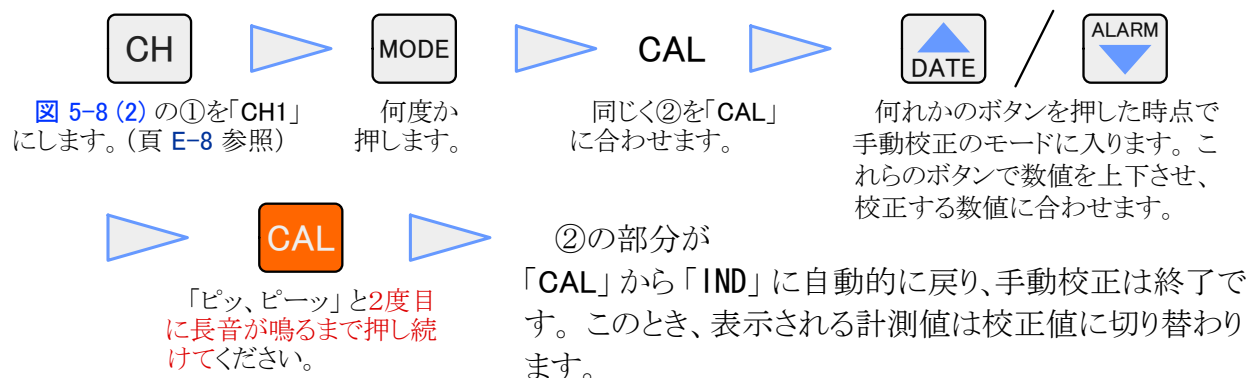 CH
MODE
CAL
DATE
/
ALARM
図 5-8 (2) の①を「CH1」
にします。(頁 E-8 参照)
何度か
押します。
同じく②を「CAL」
に合わせます。
何れかのボタンを押した時点で
手動校正のモードに入ります。こ
れらのボタンで数値を上下させ、
校正する数値に合わせます。
CAL
「ピッ、ピーッ」と2度目
に長音が鳴るまで押し続
けてください。
②の部分が
「CAL」から「IND」に自動的に戻り、手動校正は終了で
す。このとき、表示される計測値は校正値に切り替わり
ます。